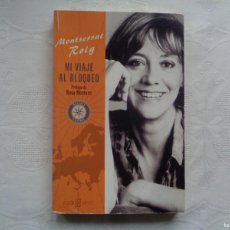 Montserrat
Roig
MI VIAJE
AL BLOQUEO
Prólogo de
Rosa Montero